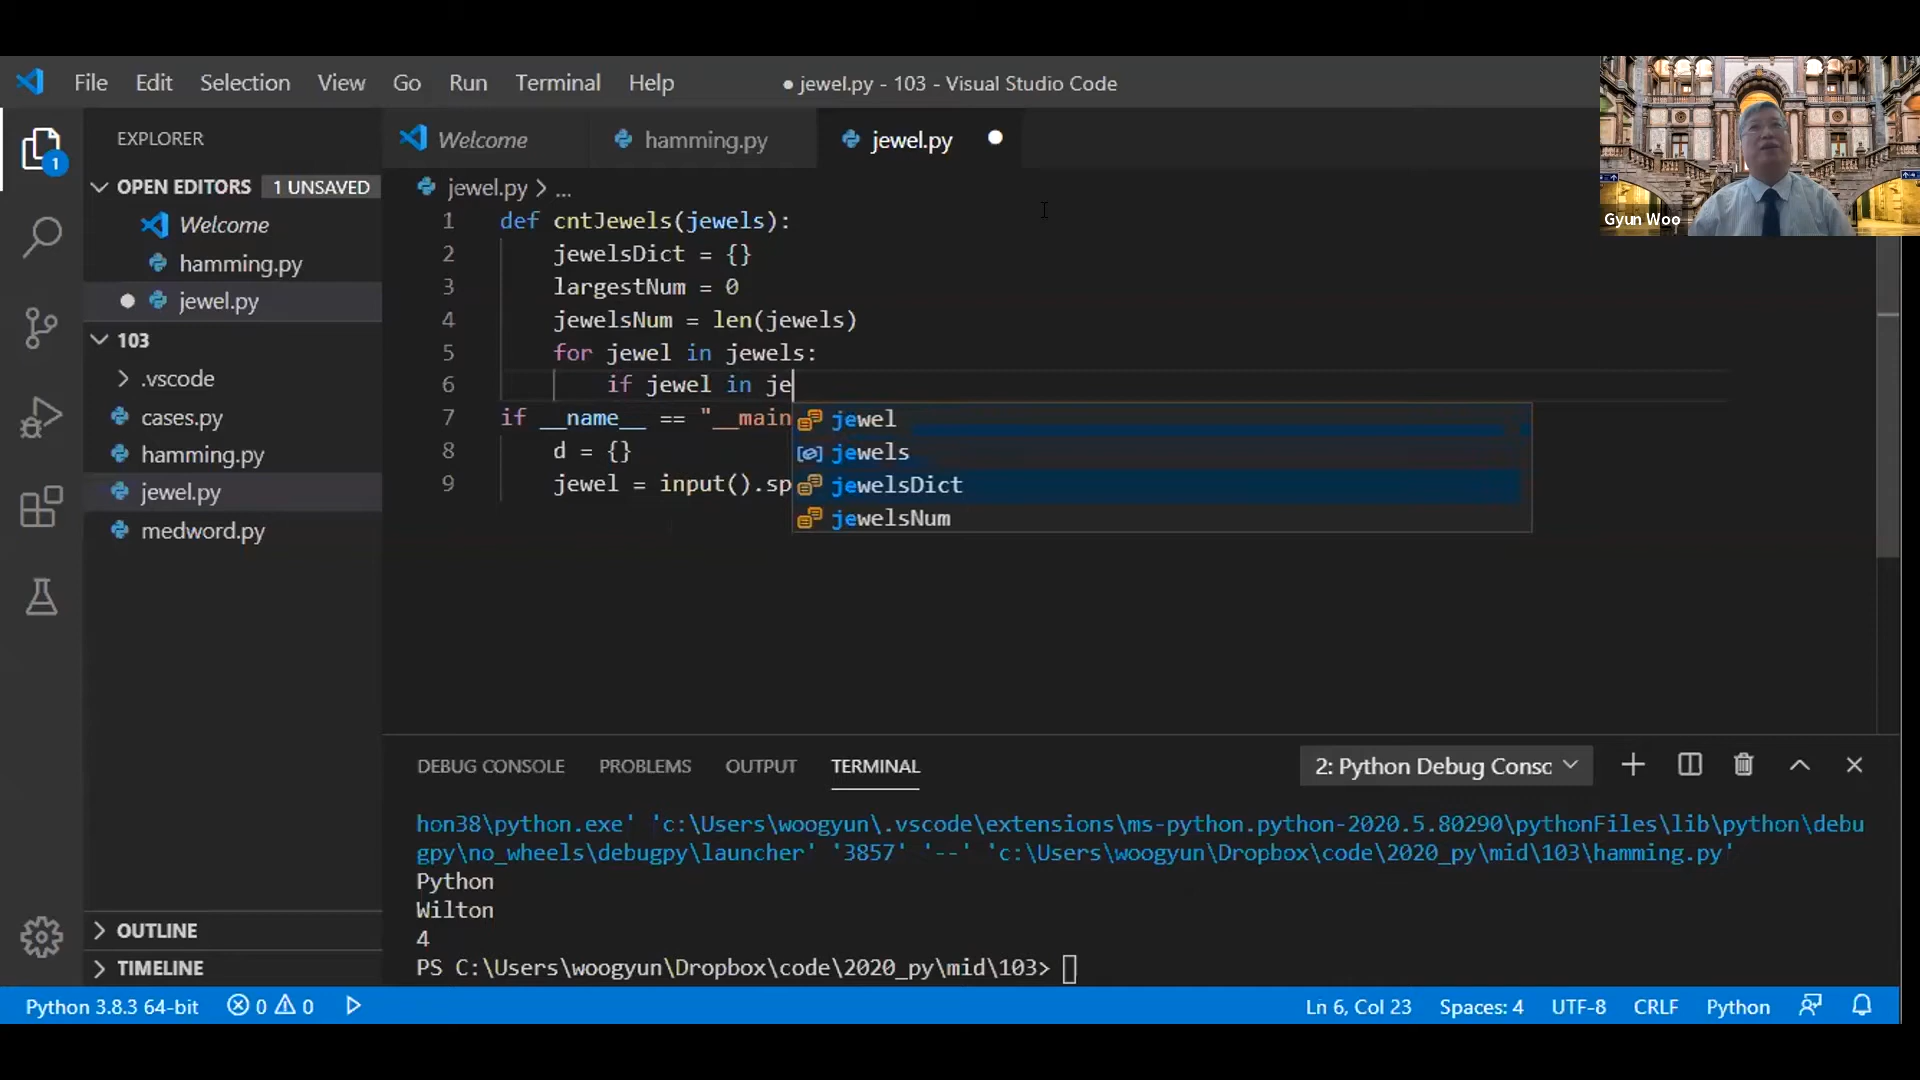 File Edit Selection View Go Run Terminal Help
● jewel.py - 103 - Visual Studio Code
Gyun Woo
EXPLORER
OPEN EDITORS 1 UNSAVED
Welcome
hamming.py
jewel.py
103
.vscode
cases.py
hamming.py
jewel.py
medword.py
OUTLINE
TIMELINE
1
Welcome hamming.py jewel.py
jewel.py > ...
1 def cntJewels(jewels):
2 jewelsDict = {}
3 largestNum = 0
4 jewelsNum = len(jewels)
5 for jewel in jewels:
6 if jewel in je
7 if __name__ == "__main
8 d = {}
9 jewel = input().sp
jewel
jewels
jewelsDict
jewelsNum
DEBUG CONSOLE PROBLEMS OUTPUT TERMINAL
2: Python Debug Consc
hon38\python.exe' 'c:\Users\woogyun\.vscode\extensions\ms-python.python-2020.5.80290\pythonFiles\lib\python\debu
gpy\no_wheels\debugpy\launcher' '3857' '--' 'c:\Users\woogyun\Dropbox\code\2020_py\mid\103\hamming.py'
Python
Wilton
4
PS C:\Users\woogyun\Dropbox\code\2020_py\mid\103>
Python 3.8.3 64-bit 0 0 Ln 6, Col 23 Spaces: 4 UTF-8 CRLF Python